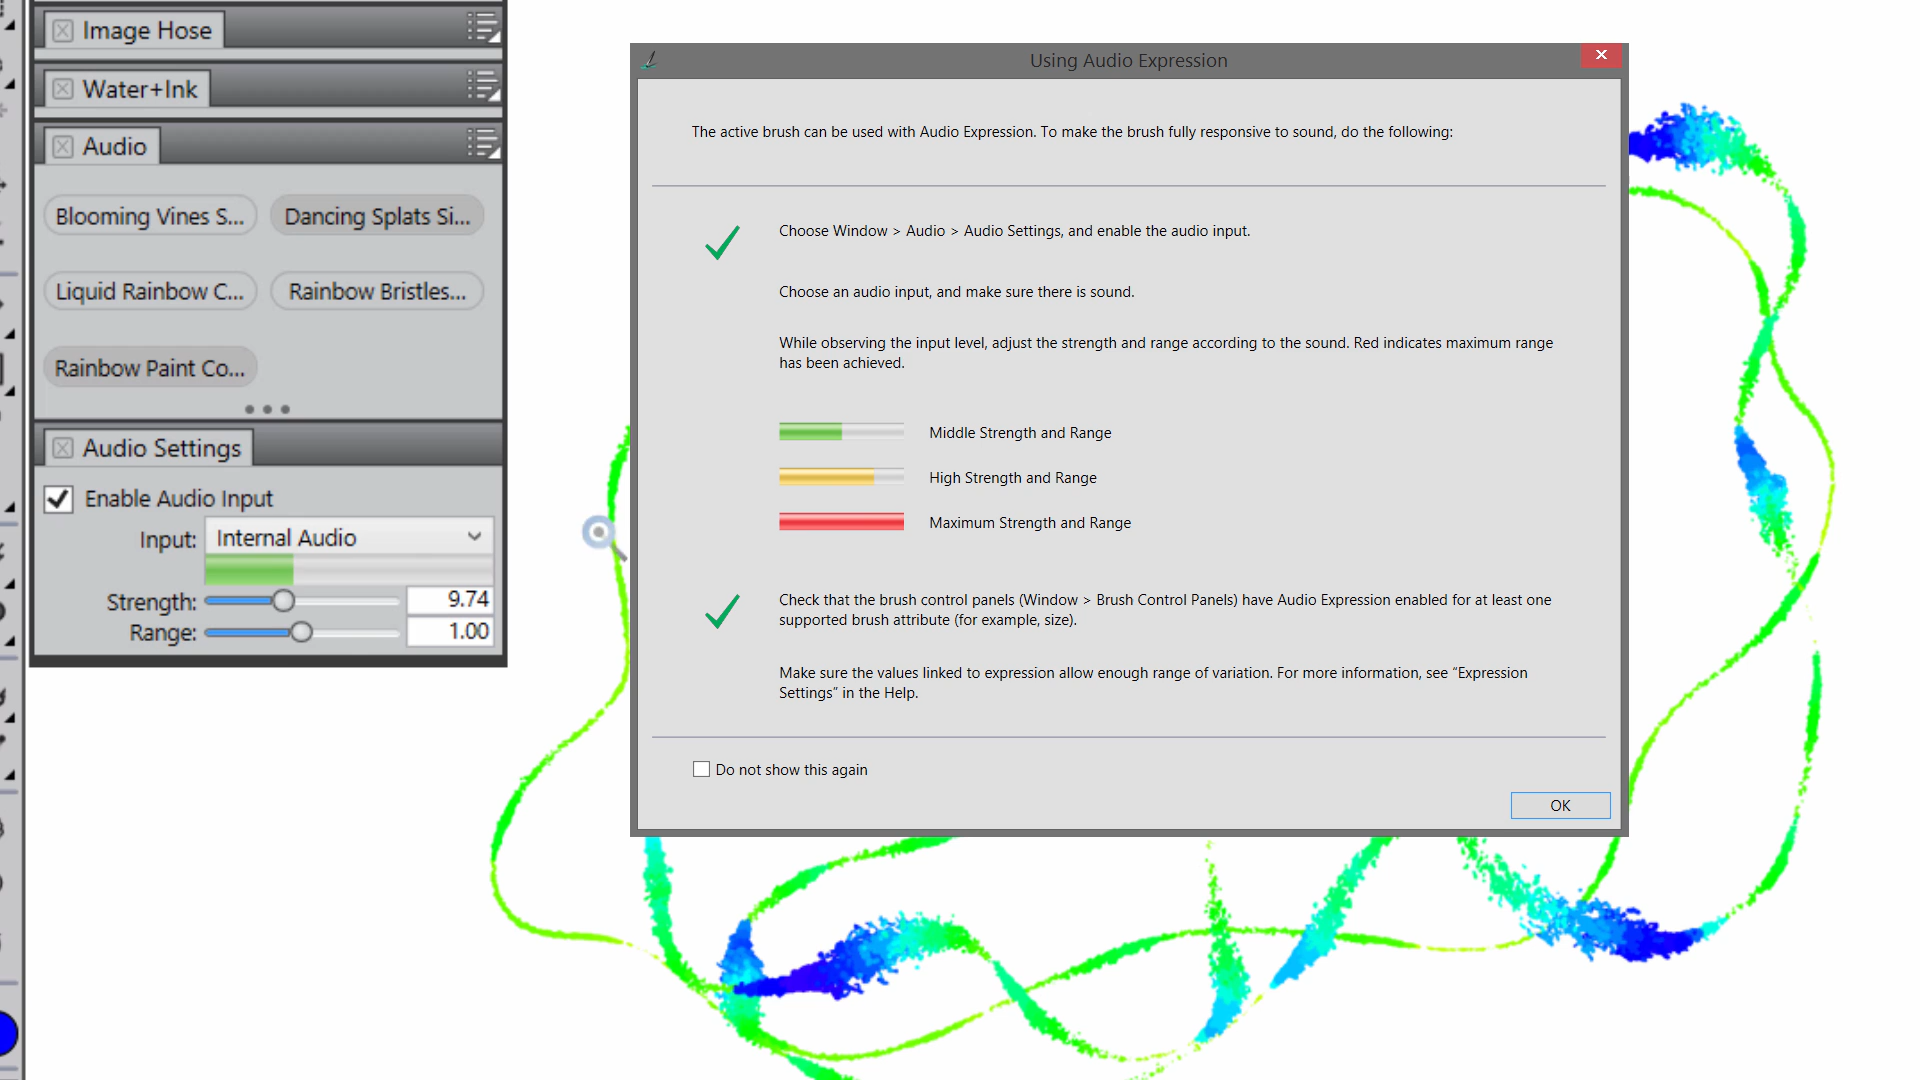 Image Hose
Water+Ink
Audio
Blooming Vines S...
Dancing Splats Si...
Liquid Rainbow C...
Rainbow Bristles...
Rainbow Paint Co...
Audio Settings
Enable Audio Input
Input: Internal Audio
Strength: 9.74
Range: 1.00
Using Audio Expression
The active brush can be used with Audio Expression. To make the brush fully responsive to sound, do the following:
Choose Window > Audio > Audio Settings, and enable the audio input.
Choose an audio input, and make sure there is sound.
While observing the input level, adjust the strength and range according to the sound. Red indicates maximum range
has been achieved.
Middle Strength and Range
High Strength and Range
Maximum Strength and Range
Check that the brush control panels (Window > Brush Control Panels) have Audio Expression enabled for at least one
supported brush attribute (for example, size).
Make sure the values linked to expression allow enough range of variation. For more information, see “Expression
Settings” in the Help.
Do not show this again
OK